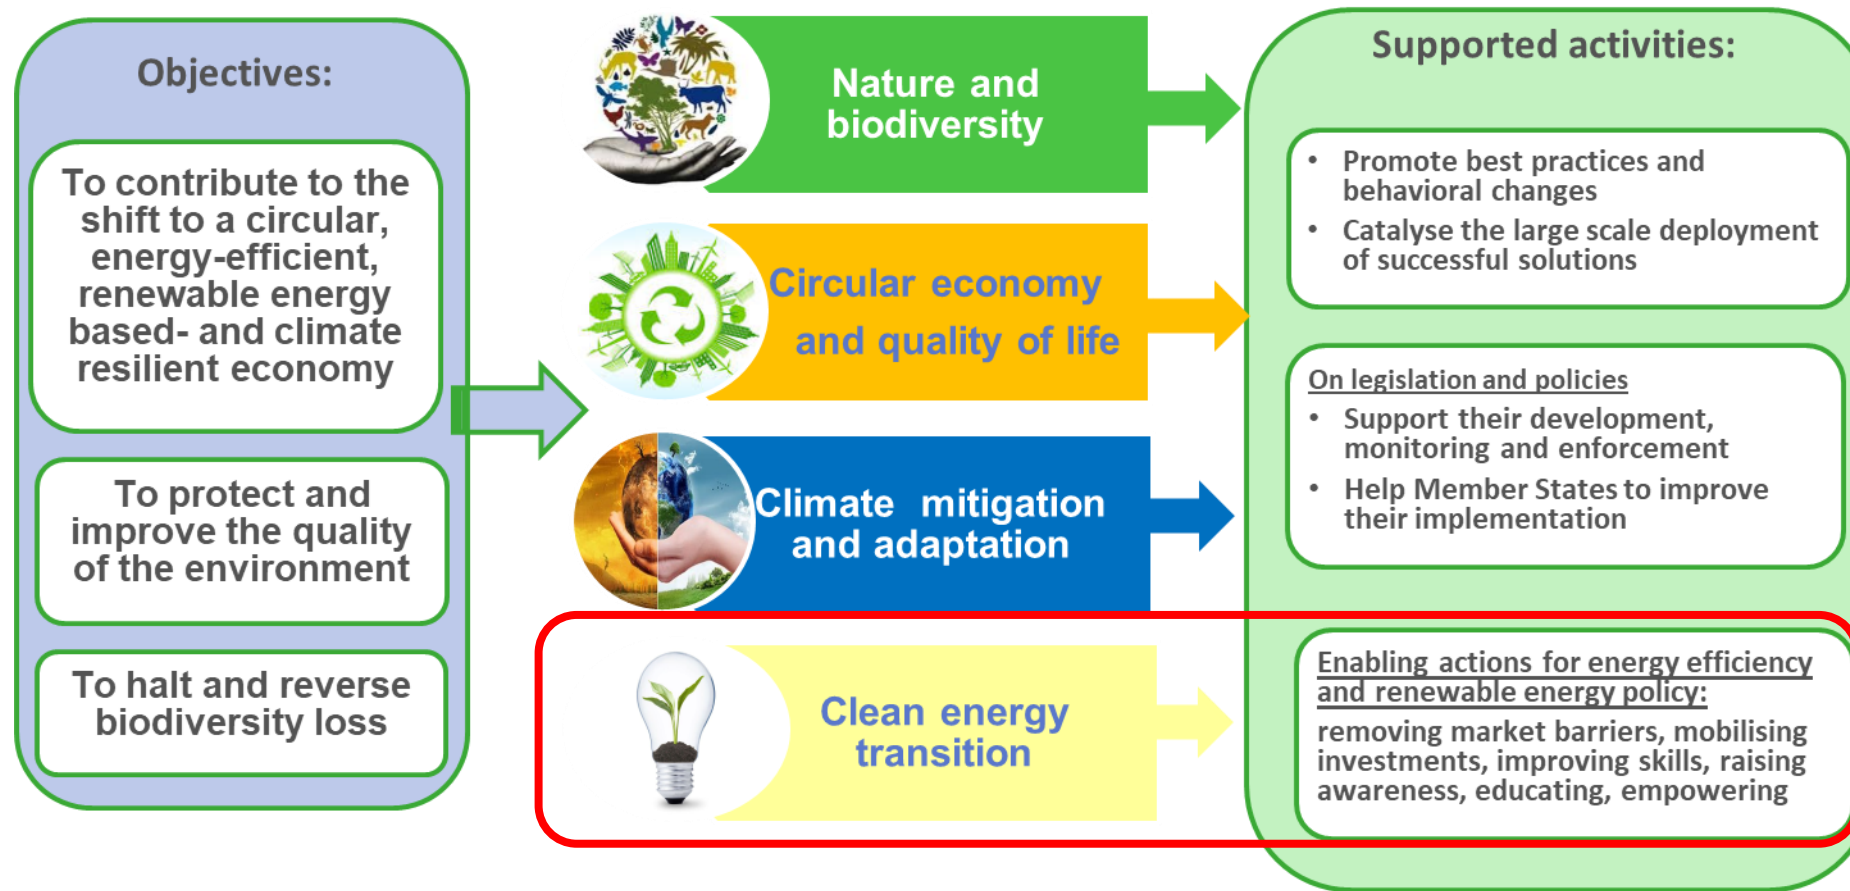 Objectives:
To contribute to the
shift to a circular,
energy-efficient,
renewable energy
based- and climate
resilient economy
To protect and
improve the quality
of the environment
To halt and reverse
biodiversity loss
Nature and
biodiversity
Circular economy
and quality of life
Climate mitigation
and adaptation
Clean energy
transition
Supported activities:
• Promote best practices and
behavioral changes
• Catalyse the large scale deployment
of successful solutions
On legislation and policies
• Support their development,
monitoring and enforcement
• Help Member States to improve
their implementation
Enabling actions for energy efficiency
and renewable energy policy:
removing market barriers, mobilising
investments, improving skills, raising
awareness, educating, empowering